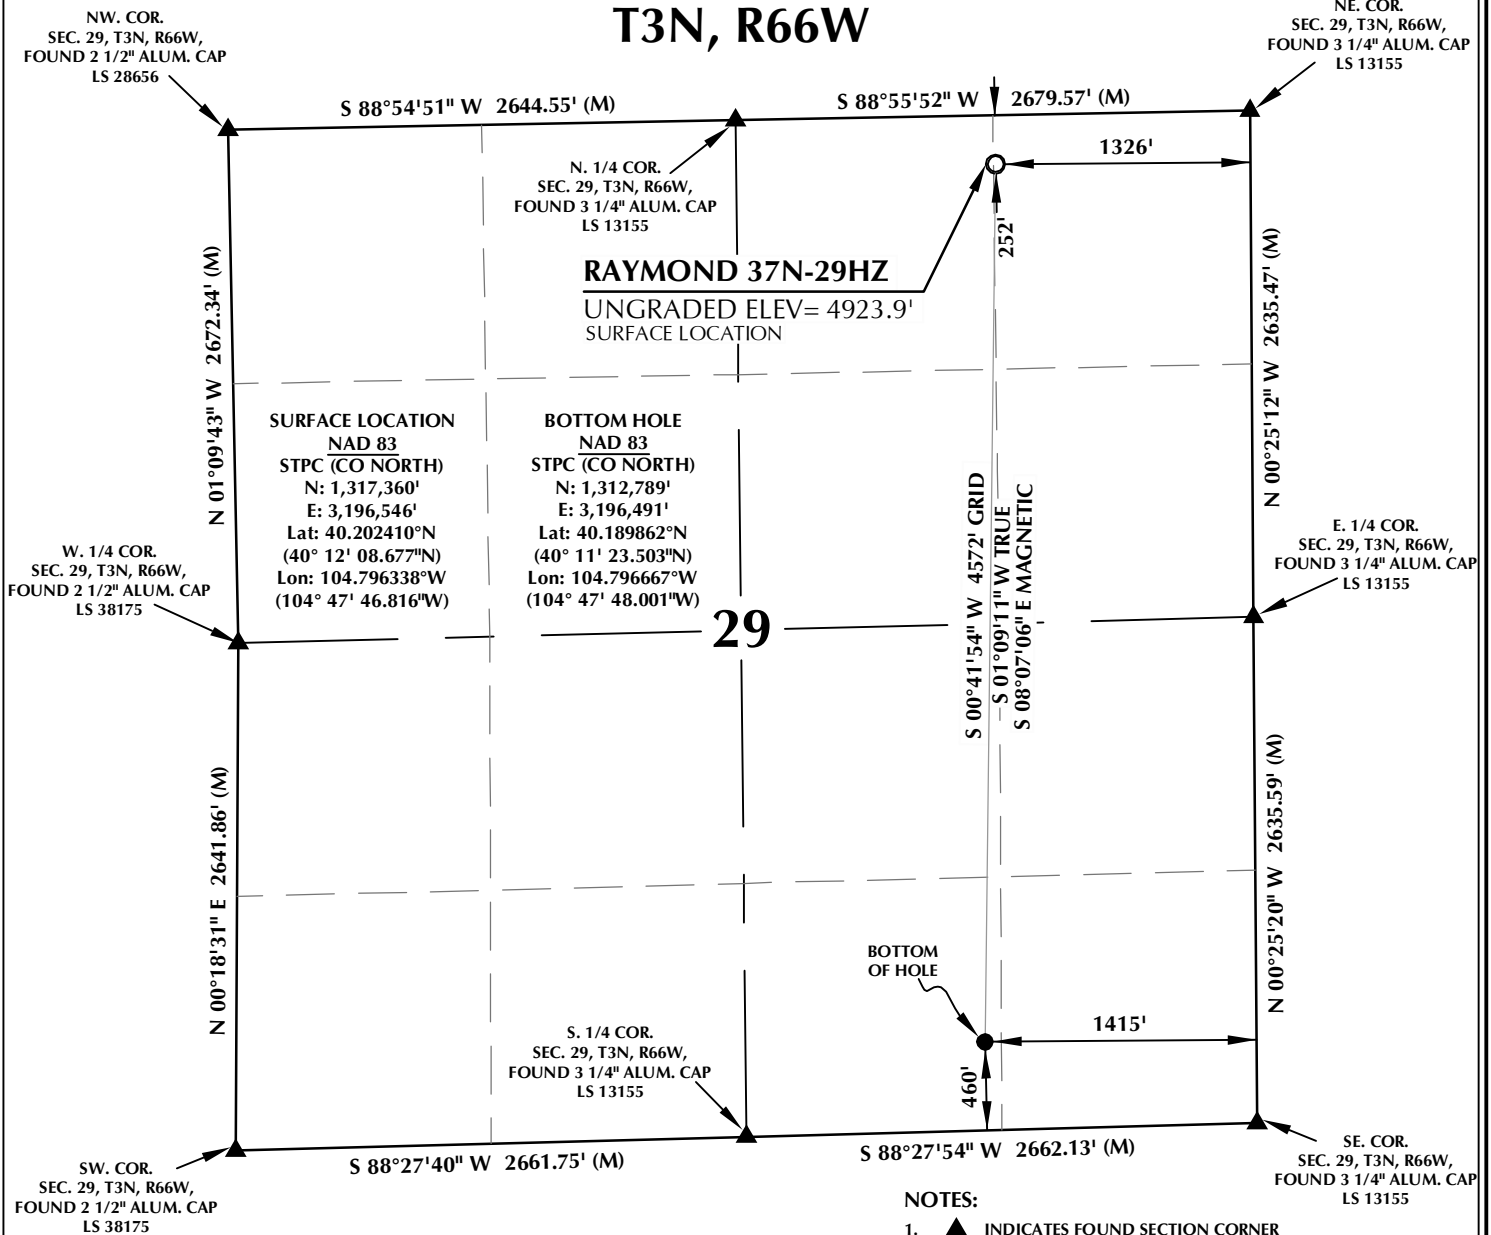 T3N, R66W
NW. COR.
SEC. 29, T3N, R66W,
FOUND 2 1/2" ALUM. CAP
LS 28656
NE. COR.
SEC. 29, T3N, R66W,
FOUND 3 1/4" ALUM. CAP
LS 13155
S 88°54'51" W 2644.55' (M)
S 88°55'52" W 2679.57' (M)
1326'
N. 1/4 COR.
SEC. 29, T3N, R66W,
FOUND 3 1/4" ALUM. CAP
LS 13155
252'
RAYMOND 37N-29HZ
UNGRADED ELEV= 4923.9'
SURFACE LOCATION
N 01°09'43" W 2672.34' (M)
N 00°25'12" W 2635.47' (M)
SURFACE LOCATION
NAD 83
STPC (CO NORTH)
N: 1,317,360'
E: 3,196,546'
Lat: 40.202410°N
(40° 12' 08.677"N)
Lon: 104.796338°W
(104° 47' 46.816"W)
BOTTOM HOLE
NAD 83
STPC (CO NORTH)
N: 1,312,789'
E: 3,196,491'
Lat: 40.189862°N
(40° 11' 23.503"N)
Lon: 104.796667°W
(104° 47' 48.001"W)
S 00°41'54" W 4572' GRID
S 01°09'11" W TRUE
S 08°07'06" E MAGNETIC
W. 1/4 COR.
SEC. 29, T3N, R66W,
FOUND 2 1/2" ALUM. CAP
LS 38175
E. 1/4 COR.
SEC. 29, T3N, R66W,
FOUND 3 1/4" ALUM. CAP
LS 13155
29
N 00°18'31" E 2641.86' (M)
N 00°25'20" W 2635.59' (M)
BOTTOM
OF HOLE
1415'
460'
S. 1/4 COR.
SEC. 29, T3N, R66W,
FOUND 3 1/4" ALUM. CAP
LS 13155
S 88°27'40" W 2661.75' (M)
S 88°27'54" W 2662.13' (M)
SW. COR.
SEC. 29, T3N, R66W,
FOUND 2 1/2" ALUM. CAP
LS 38175
SE. COR.
SEC. 29, T3N, R66W,
FOUND 3 1/4" ALUM. CAP
LS 13155
NOTES:
1. ▲ INDICATES FOUND SECTION CORNER